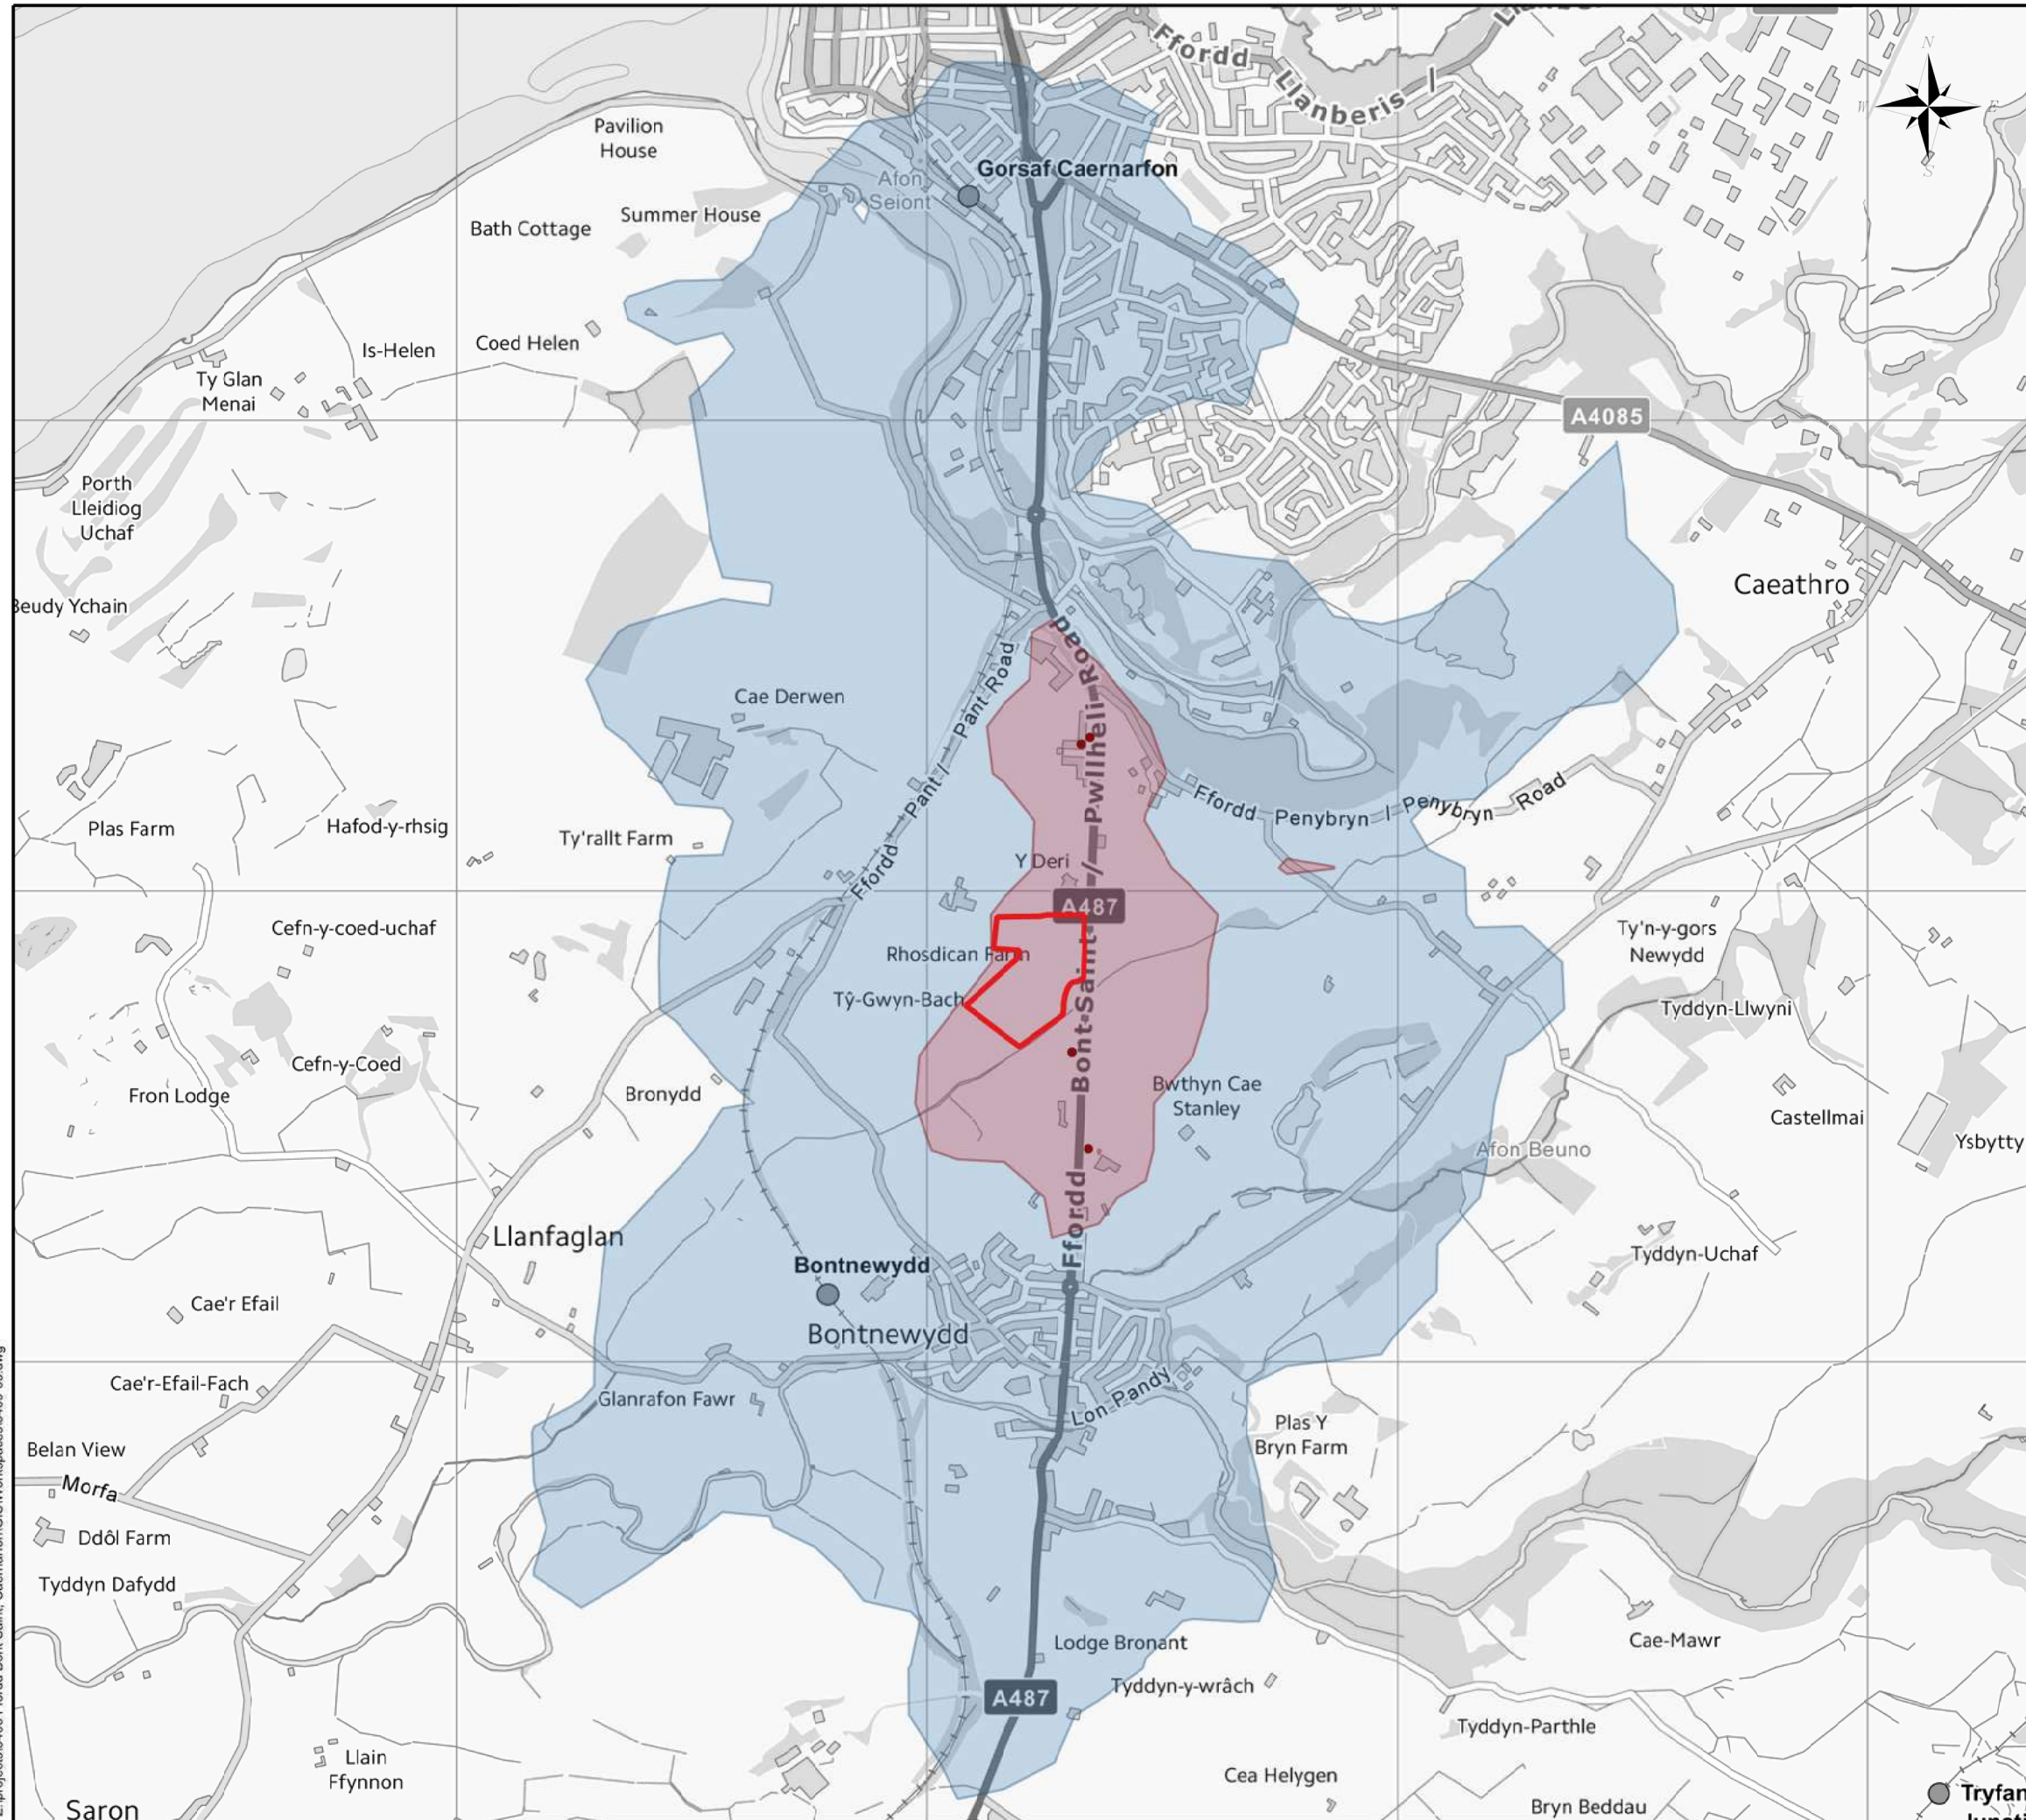 Ffordd Llanberis /
N
W
E
S
Pavilion
House
Gorsaf Caernarfon
Afon
Seiont
Summer House
Bath Cottage
Coed Helen
Is-Helen
Ty Glan
Menai
A4085
Porth
Lleidiog
Uchaf
Caeathro
Beudy Ychain
Cae Derwen
Ffordd Pant / Pant Road
Ffordd Bont Saint / Pwllheli Road
Ffordd Penybryn / Penybryn Road
Plas Farm
Hafod-y-rhsig
Ty'rallt Farm
Y Deri
A487
Cefn-y-coed-uchaf
Rhosdican Farm
Ty'n-y-gors
Newydd
Tŷ-Gwyn-Bach
Tyddyn-Llwyni
Cefn-y-Coed
Fron Lodge
Bronydd
Bwthyn Cae
Stanley
Castellmai
Afon Beuno
Ysbytty
Llanfaglan
Tyddyn-Uchaf
Bontnewydd
Cae'r Efail
Bontnewydd
Cae'r-Efail-Fach
Glanrafon Fawr
Lon Pandy
Plas Y
Bryn Farm
Belan View
Morfa
Ddôl Farm
Tyddyn Dafydd
Lodge Bronant
Cae-Mawr
Tyddyn-y-wrâch
A487
Tyddyn-Parthle
Llain
Ffynnon
Cea Helygen
Tryfan
Saron
Bryn Beddau